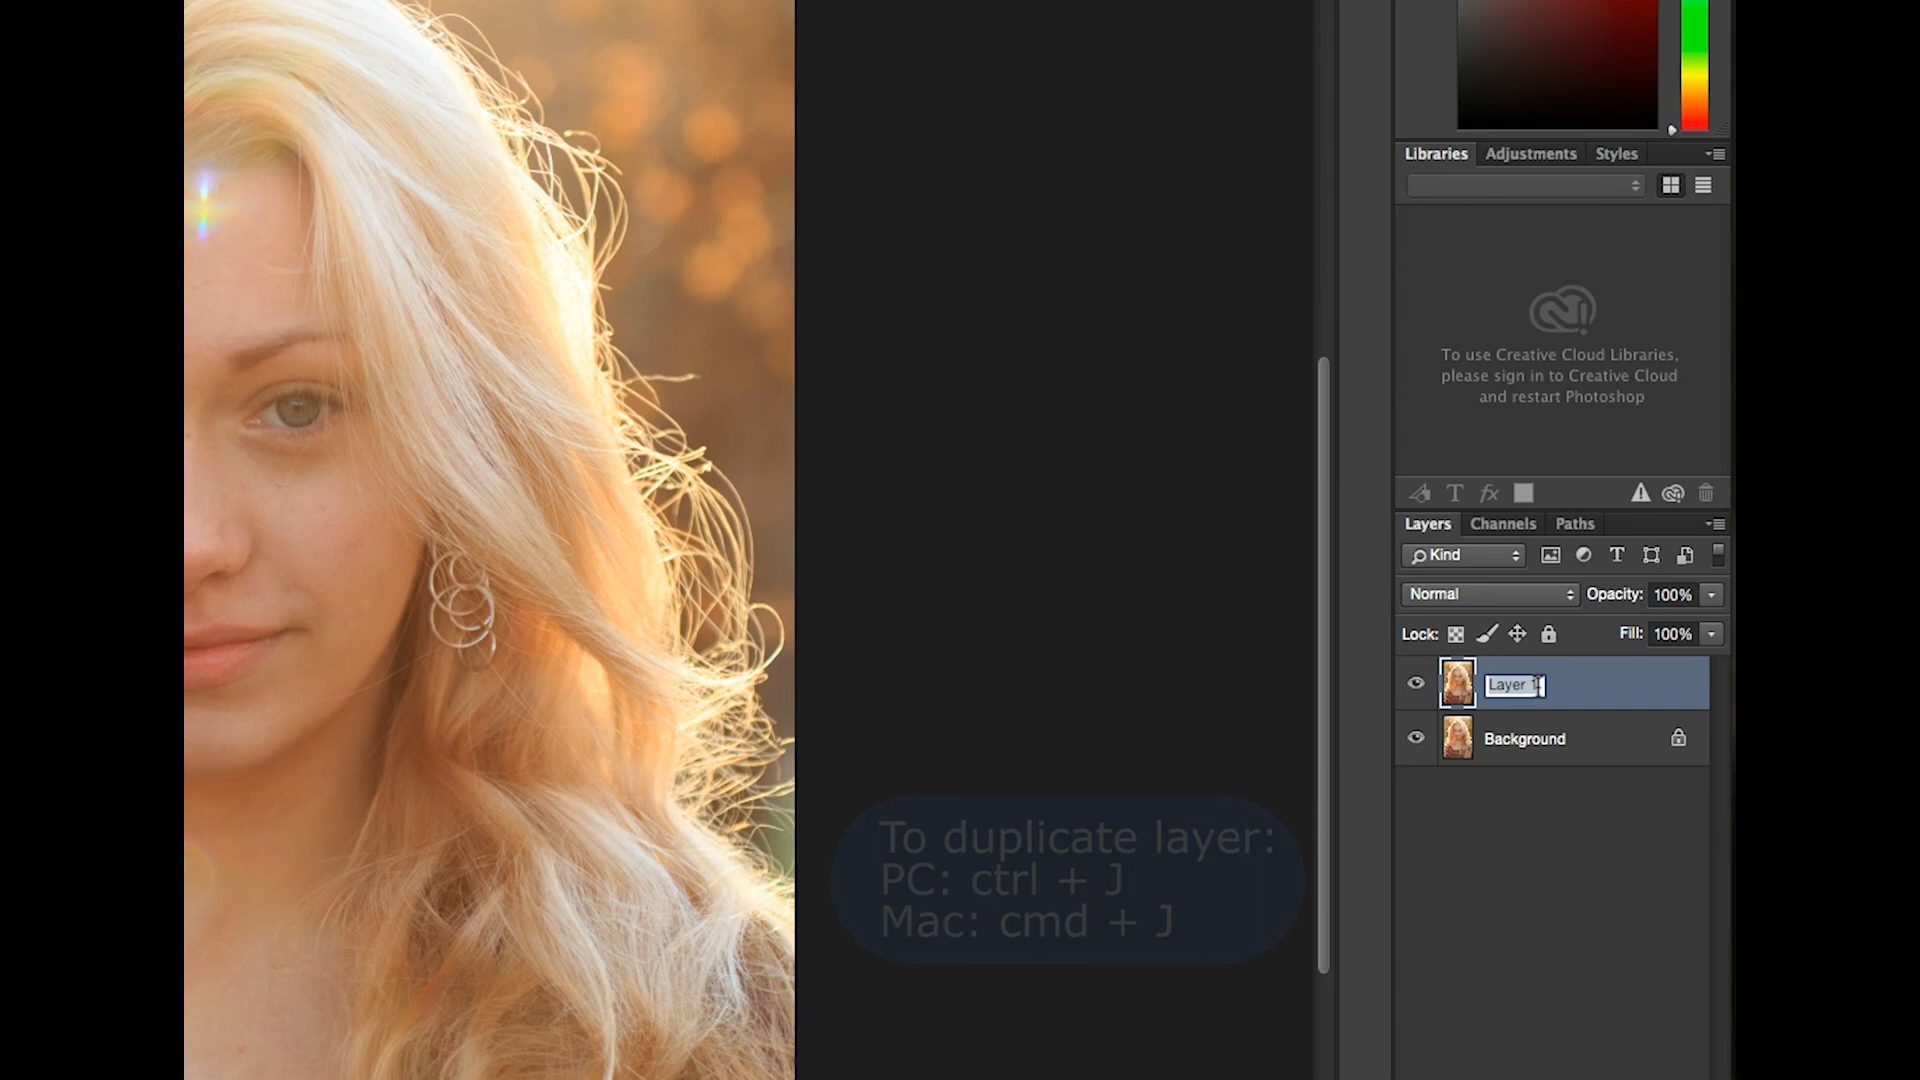 Libraries Adjustments Styles
To use Creative Cloud Libraries,
please sign in to Creative Cloud
and restart Photoshop
T fx
Layers Channels Paths
Kind T
Normal Opacity: 100%
Lock: Fill: 100%
Layer 1
Background
To duplicate layer:
PC: ctrl + J
Mac: cmd + J